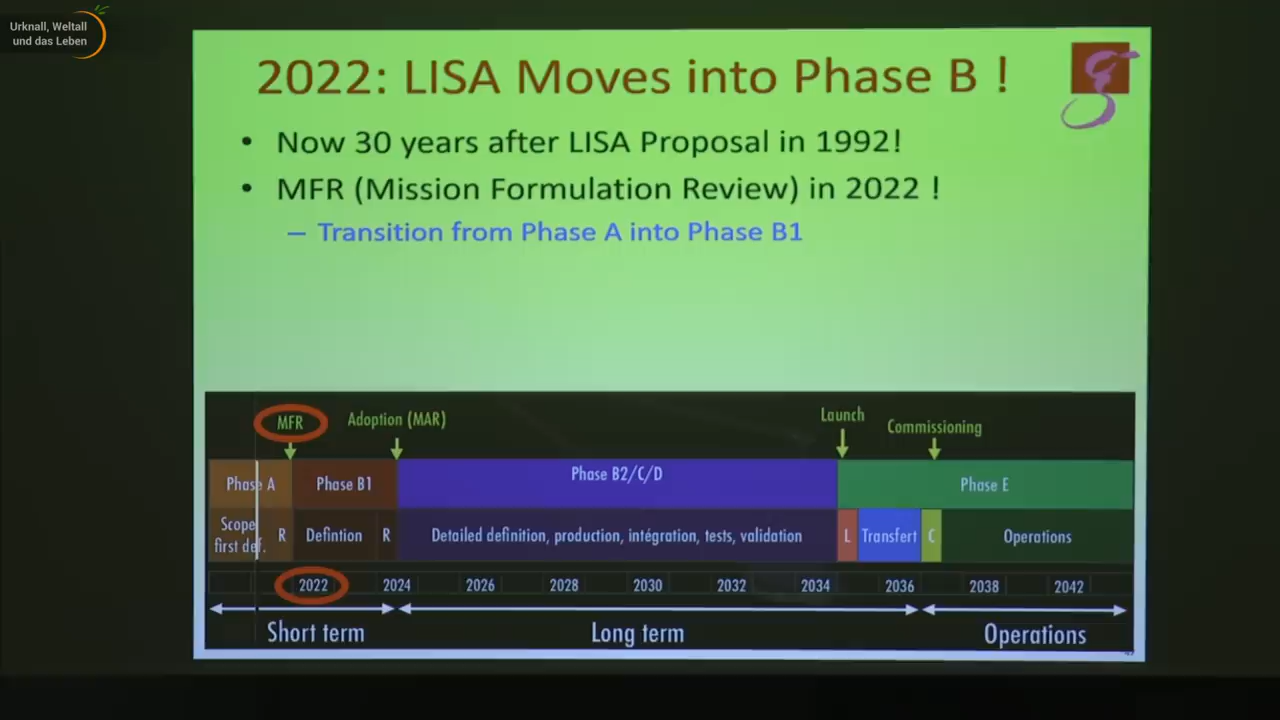 Urknall, Weltall
und das Leben
2022: LISA Moves into Phase B !
• Now 30 years after LISA Proposal in 1992!
• MFR (Mission Formulation Review) in 2022 !
– Transition from Phase A into Phase B1
MFR
Adoption (MAR)
Launch
Commissioning
Phase A
Phase B1
Phase B2/C/D
Phase E
Scope
first def.
R
Defintion
R
Detailed definition, production, intégration, tests, validation
L
Transfert
C
Operations
2022 2024 2026 2028 2030 2032 2034 2036 2038 2042
Short term
Long term
Operations